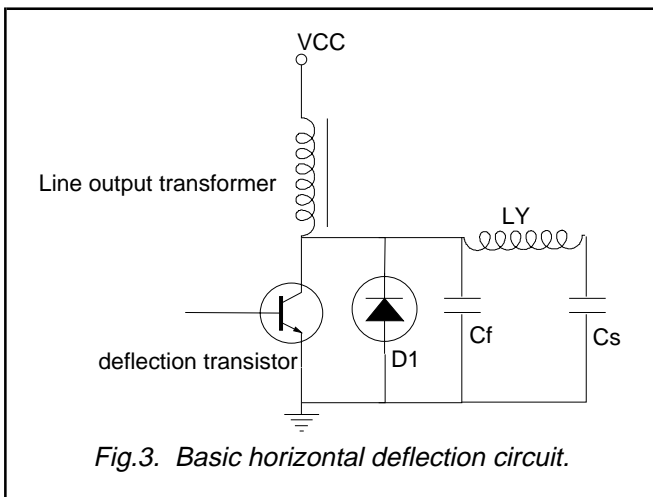 VCC
Line output transformer
LY
Cf
Cs
D1
deflection transistor
Fig.3. Basic horizontal deflection circuit.